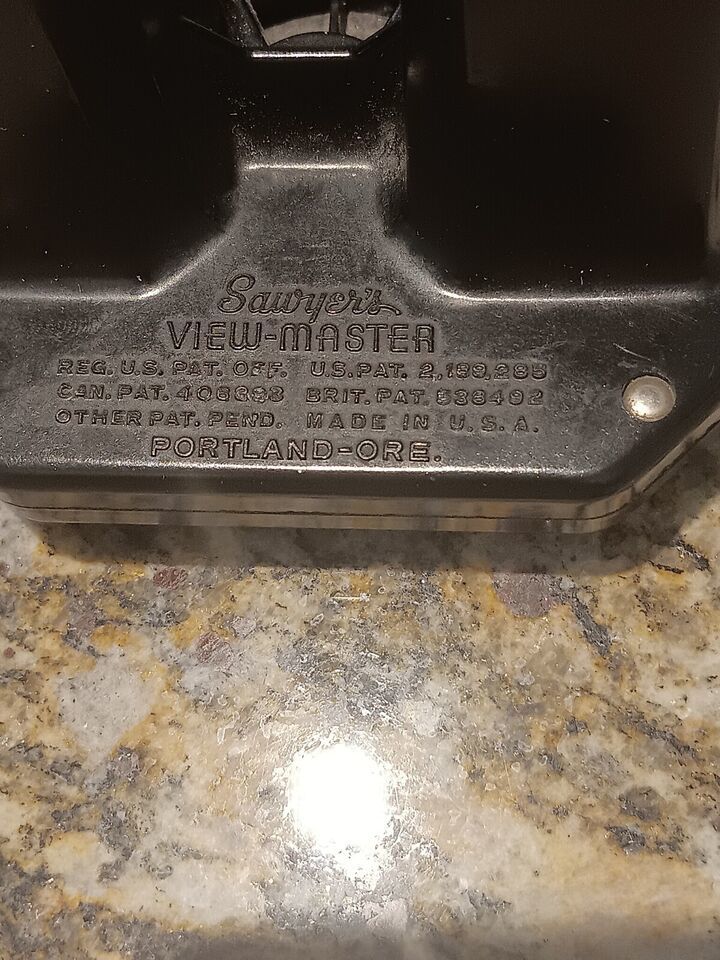 Sawyer's
VIEW-MASTER
REG. U.S. PAT. OFF. U.S. PAT. 2,189,285
CAN. PAT. BRIT. PAT. 538492
OTHER PAT. PEND. MADE IN U.S.A.
PORTLAND-ORE.